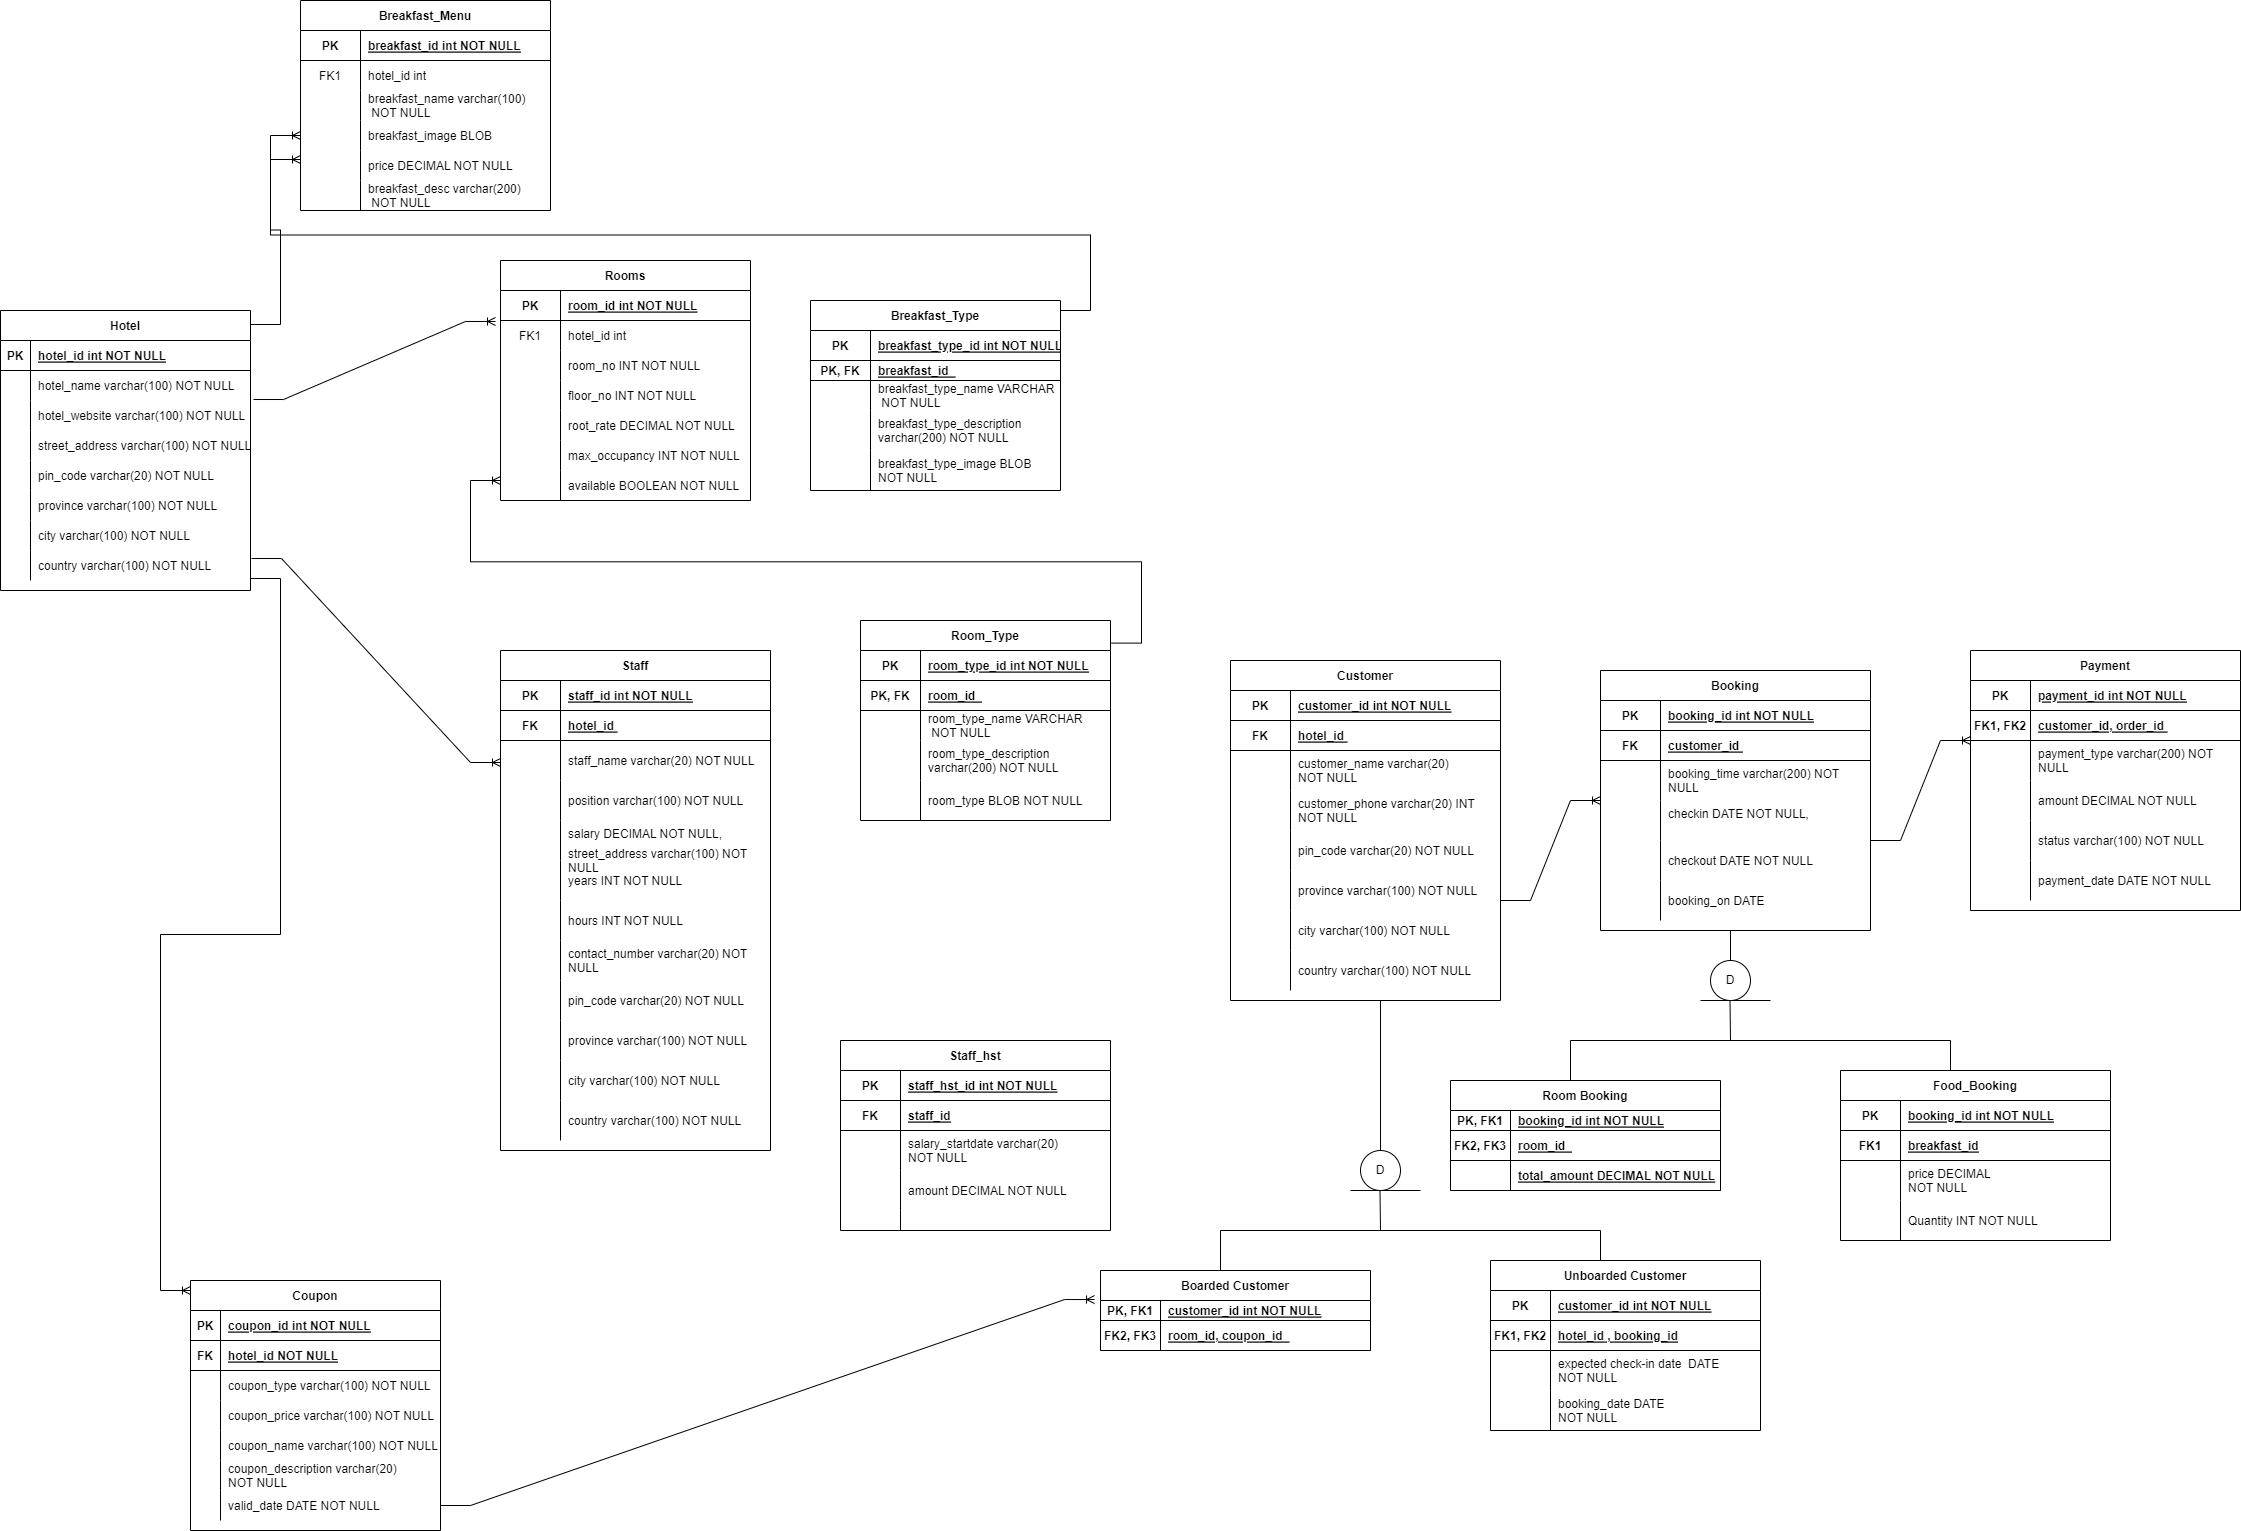 Breakfast_Menu
PK breakfast_id int NOT NULL
FK1 hotel_id int
breakfast_name varchar(100)
NOT NULL
breakfast_image BLOB
price DECIMAL NOT NULL
breakfast_desc varchar(200)
NOT NULL
Rooms
PK room_id int NOT NULL
FK1 hotel_id int
room_no INT NOT NULL
floor_no INT NOT NULL
root_rate DECIMAL NOT NULL
max_occupancy INT NOT NULL
available BOOLEAN NOT NULL
Breakfast_Type
PK breakfast_type_id int NOT NULL
PK, FK breakfast_id
breakfast_type_name VARCHAR
NOT NULL
breakfast_type_description
varchar(200) NOT NULL
breakfast_type_image BLOB
NOT NULL
Hotel
PK hotel_id int NOT NULL
hotel_name varchar(100) NOT NULL
hotel_website varchar(100) NOT NULL
street_address varchar(100) NOT NULL
pin_code varchar(20) NOT NULL
province varchar(100) NOT NULL
city varchar(100) NOT NULL
country varchar(100) NOT NULL
Staff
PK staff_id int NOT NULL
FK hotel_id
staff_name varchar(20) NOT NULL
position varchar(100) NOT NULL
salary DECIMAL NOT NULL,
street_address varchar(100) NOT
NULL
years INT NOT NULL
hours INT NOT NULL
contact_number varchar(20) NOT
NULL
pin_code varchar(20) NOT NULL
province varchar(100) NOT NULL
city varchar(100) NOT NULL
country varchar(100) NOT NULL
Room_Type
PK room_type_id int NOT NULL
PK, FK room_id
room_type_name VARCHAR
NOT NULL
room_type_description
varchar(200) NOT NULL
room_type BLOB NOT NULL
Customer
PK customer_id int NOT NULL
FK hotel_id
customer_name varchar(20)
NOT NULL
customer_phone varchar(20) INT
NOT NULL
pin_code varchar(20) NOT NULL
province varchar(100) NOT NULL
city varchar(100) NOT NULL
country varchar(100) NOT NULL
Booking
PK booking_id int NOT NULL
FK customer_id
booking_time varchar(200) NOT
NULL
checkin DATE NOT NULL,
checkout DATE NOT NULL
booking_on DATE
Payment
PK payment_id int NOT NULL
FK1, FK2 customer_id, order_id
payment_type varchar(200) NOT
NULL
amount DECIMAL NOT NULL
status varchar(100) NOT NULL
payment_date DATE NOT NULL
D
Staff_hst
PK staff_hst_id int NOT NULL
FK staff_id
salary_startdate varchar(20)
NOT NULL
amount DECIMAL NOT NULL
D
Room Booking
PK, FK1 booking_id int NOT NULL
FK2, FK3 room_id
total_amount DECIMAL NOT NULL
Food_Booking
PK booking_id int NOT NULL
FK1 breakfast_id
price DECIMAL
NOT NULL
Quantity INT NOT NULL
Coupon
PK coupon_id int NOT NULL
FK hotel_id NOT NULL
coupon_type varchar(100) NOT NULL
coupon_price varchar(100) NOT NULL
coupon_name varchar(100) NOT NULL
coupon_description varchar(20)
NOT NULL
valid_date DATE NOT NULL
Boarded Customer
PK, FK1 customer_id int NOT NULL
FK2, FK3 room_id, coupon_id
Unboarded Customer
PK customer_id int NOT NULL
FK1, FK2 hotel_id , booking_id
expected check-in date DATE
NOT NULL
booking_date DATE
NOT NULL